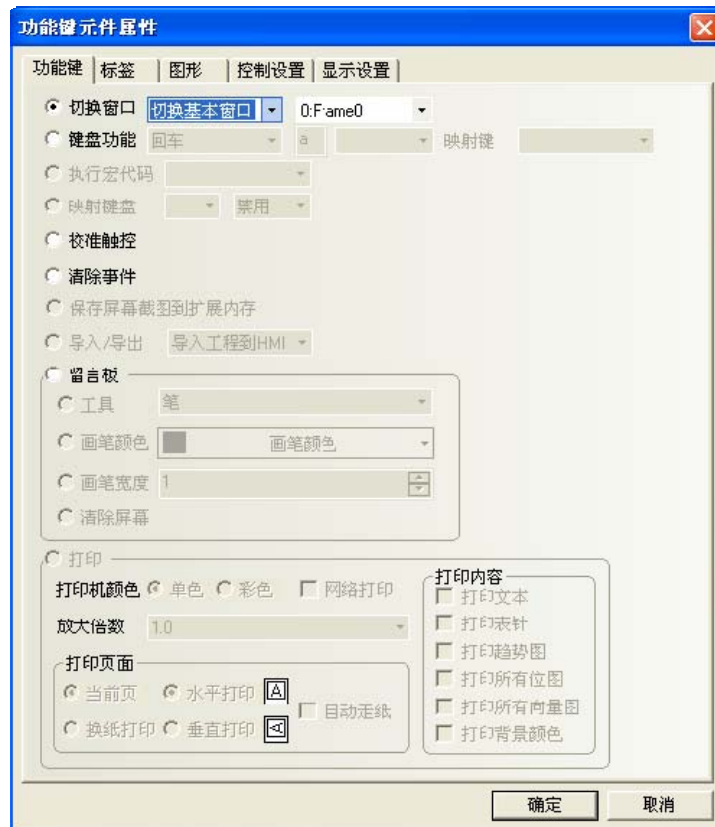 功能键元件属性
功能键 标签 图形 控制设置 显示设置
切换窗口 切换基本窗口 0:Frame0
键盘功能 回车 a 映射键
执行宏代码
映射键盘 禁用
校准触控
清除事件
保存屏幕截图到扩展内存
导入/导出 导入工程到HMI
留言板
工具 笔
画笔颜色 画笔颜色
画笔宽度 1
清除屏幕
打印
打印机颜色 单色 彩色 网络打印
放大倍数 1.0
打印页面
当前页 水平打印 A
换纸打印 垂直打印 A
自动走纸
打印内容
打印文本
打印表针
打印趋势图
打印所有位图
打印所有向量图
打印背景颜色
确定 取消